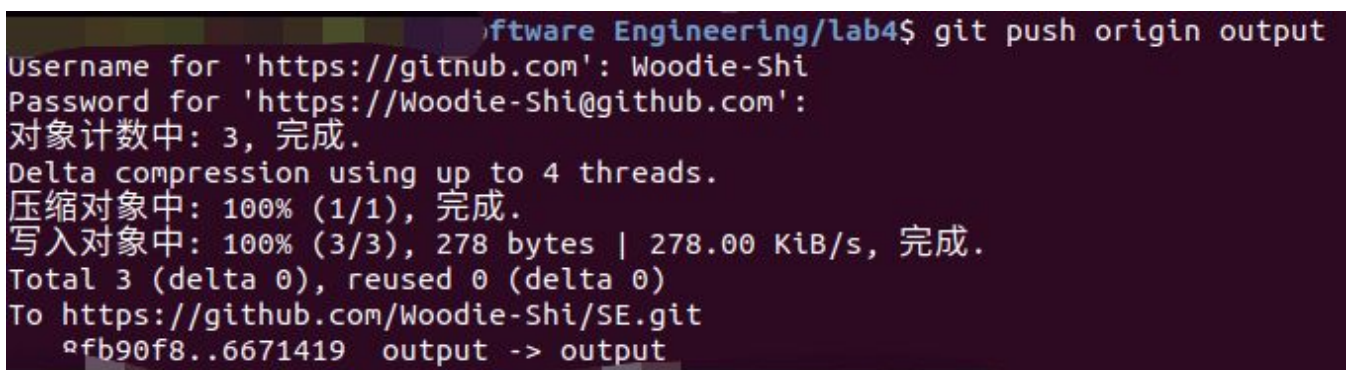 ftware Engineering/lab4$ git push origin output
Username for 'https://github.com': Woodie-Shi
Password for 'https://Woodie-Shi@github.com':
对象计数中: 3, 完成.
Delta compression using up to 4 threads.
压缩对象中: 100% (1/1), 完成.
写入对象中: 100% (3/3), 278 bytes | 278.00 KiB/s, 完成.
Total 3 (delta 0), reused 0 (delta 0)
To https://github.com/Woodie-Shi/SE.git
8fb90f8..6671419 output -> output